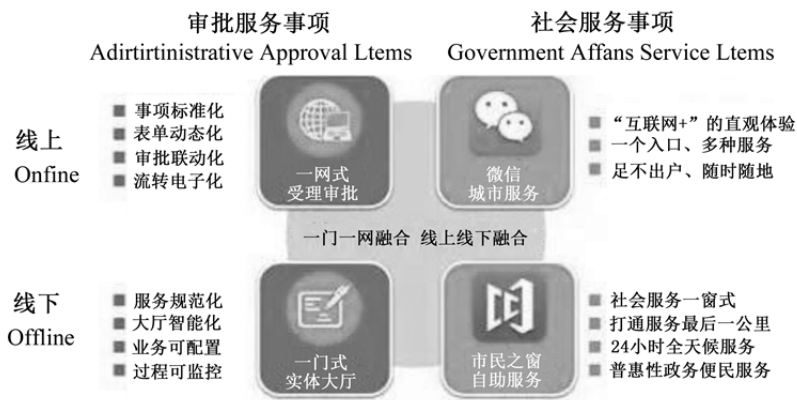 审批服务事项
Adirtirtinistrative Approval Ltems
社会服务事项
Government Affans Service Ltems
线上
Onfine
事项标准化
表单动态化
审批联动化
流转电子化
一网式
受理审批
微信
城市服务
“互联网+”的直观体验
一个入口、多种服务
足不出户、随时随地
一门一网融合 线上线下融合
线下
Offline
服务规范化
大厅智能化
业务可配置
过程可监控
一门式
实体大厅
市民之窗
自助服务
社会服务一窗式
打通服务最后一公里
24小时全天候服务
普惠性政务便民服务